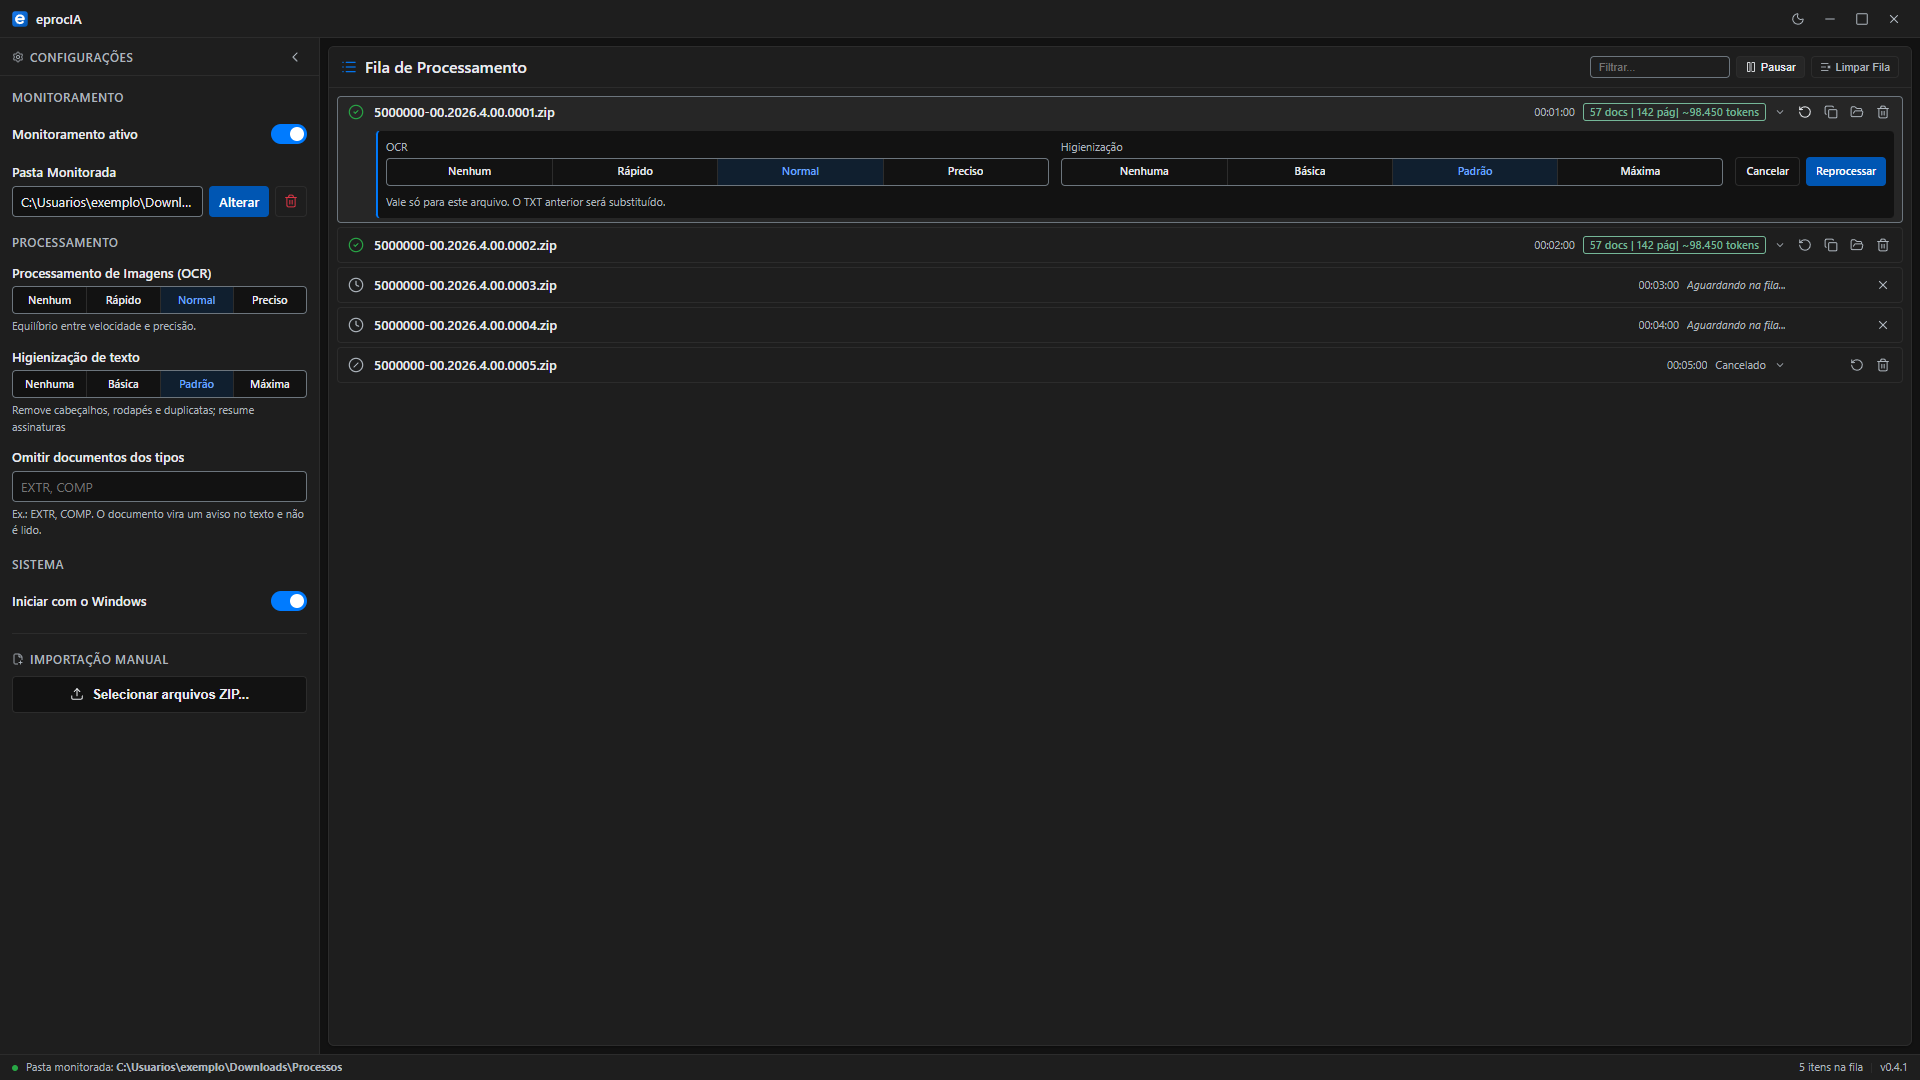 eprocIA
CONFIGURAÇÕES
MONITORAMENTO
Monitoramento ativo
Pasta Monitorada
C:\Usuarios\exemplo\Downl...
Alterar
PROCESSAMENTO
Processamento de Imagens (OCR)
Nenhum Rápido Normal Preciso
Equilíbrio entre velocidade e precisão.
Higienização de texto
Nenhuma Básica Padrão Máxima
Remove cabeçalhos, rodapés e duplicatas; resume
assinaturas
Omitir documentos dos tipos
EXTR, COMP
Ex.: EXTR, COMP. O documento vira um aviso no texto e não
é lido.
SISTEMA
Iniciar com o Windows
IMPORTAÇÃO MANUAL
Selecionar arquivos ZIP...
Fila de Processamento
Filtrar...
Pausar
Limpar Fila
5000000-00.2026.4.00.0001.zip 00:01:00 57 docs | 142 pág| ~98.450 tokens
OCR Higienização
Nenhum Rápido Normal Preciso Nenhuma Básica Padrão Máxima Cancelar Reprocessar
Vale só para este arquivo. O TXT anterior será substituído.
5000000-00.2026.4.00.0002.zip 00:02:00 57 docs | 142 pág| ~98.450 tokens
5000000-00.2026.4.00.0003.zip 00:03:00 Aguardando na fila...
5000000-00.2026.4.00.0004.zip 00:04:00 Aguardando na fila...
5000000-00.2026.4.00.0005.zip 00:05:00 Cancelado
Pasta monitorada: C:\Usuarios\exemplo\Downloads\Processos
5 itens na fila v0.4.1